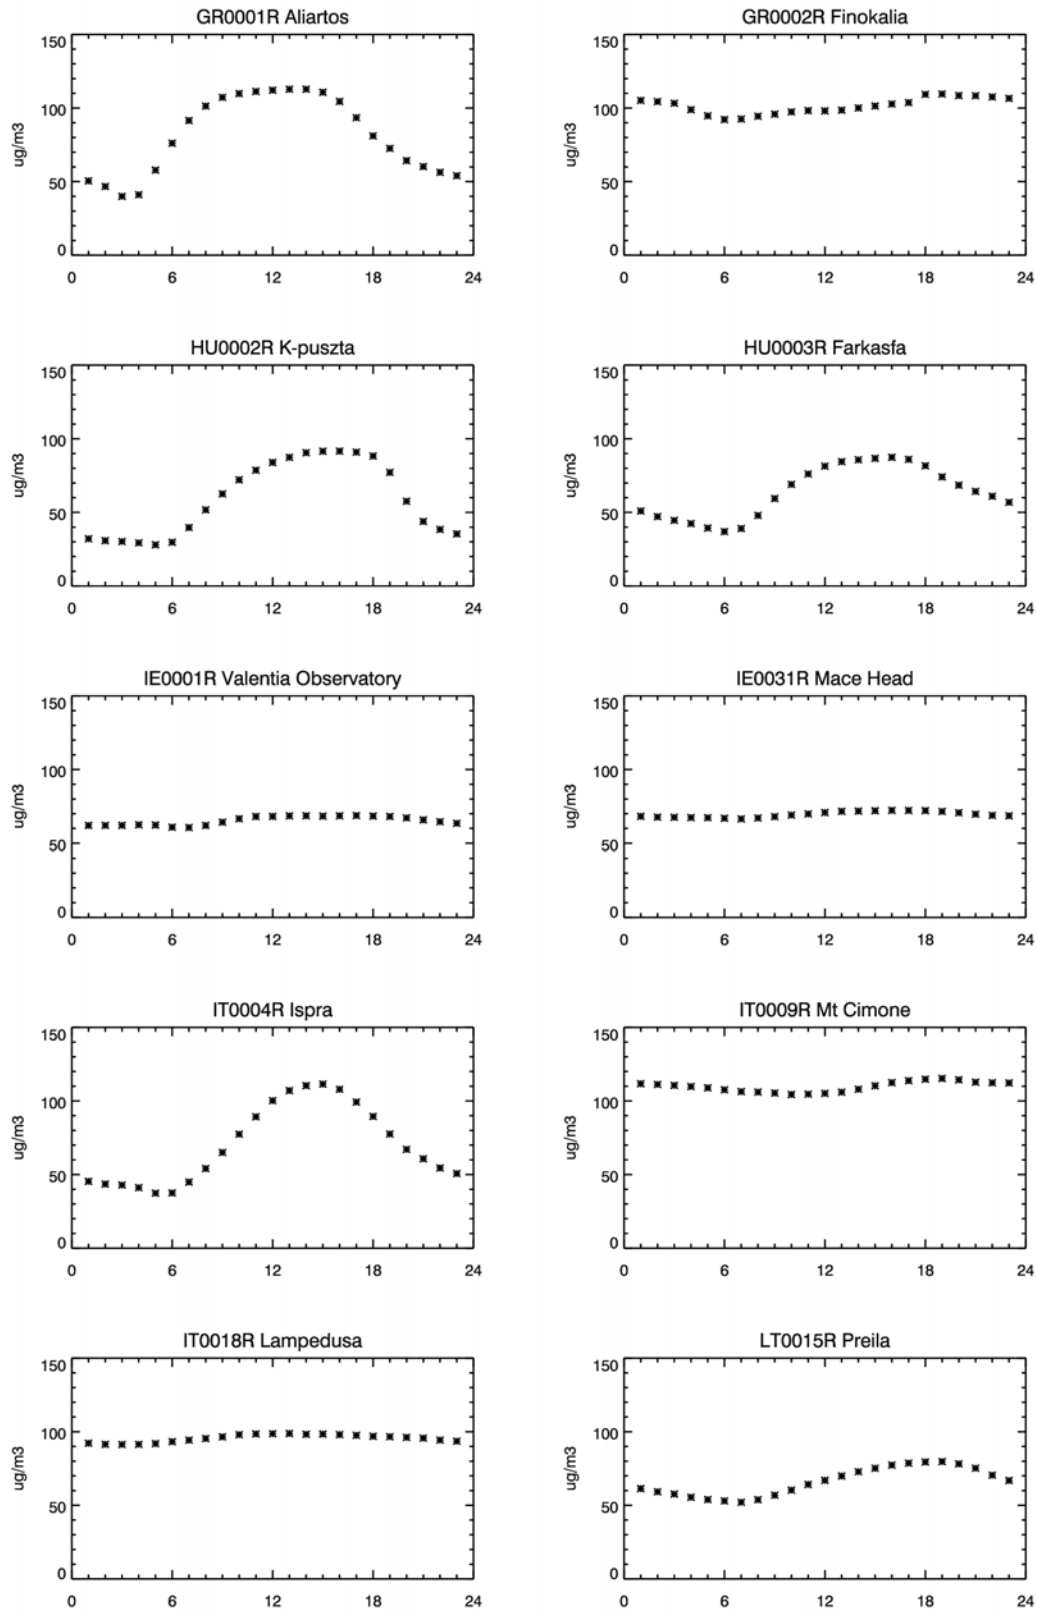 GR0001R Aliartos
150
100
50
0
ug/m3
0 6 12 18 24
GR0002R Finokalia
150
100
50
0
ug/m3
0 6 12 18 24
HU0002R K-puszta
150
100
50
0
ug/m3
0 6 12 18 24
HU0003R Farkasfa
150
100
50
0
ug/m3
0 6 12 18 24
IE0001R Valentia Observatory
150
100
50
0
ug/m3
0 6 12 18 24
IE0031R Mace Head
150
100
50
0
ug/m3
0 6 12 18 24
IT0004R Ispra
150
100
50
0
ug/m3
0 6 12 18 24
IT0009R Mt Cimone
150
100
50
0
ug/m3
0 6 12 18 24
IT0018R Lampedusa
150
100
50
0
ug/m3
0 6 12 18 24
LT0015R Preila
150
100
50
0
ug/m3
0 6 12 18 24